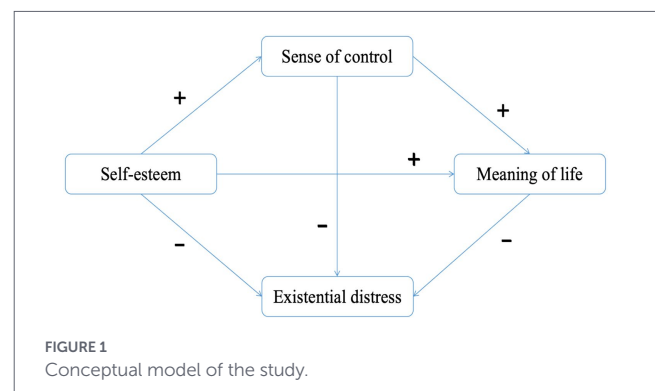 Sense of control
+
+
Self-esteem
+
Meaning of life
-
-
-
Existential distress
FIGURE 1
Conceptual model of the study.